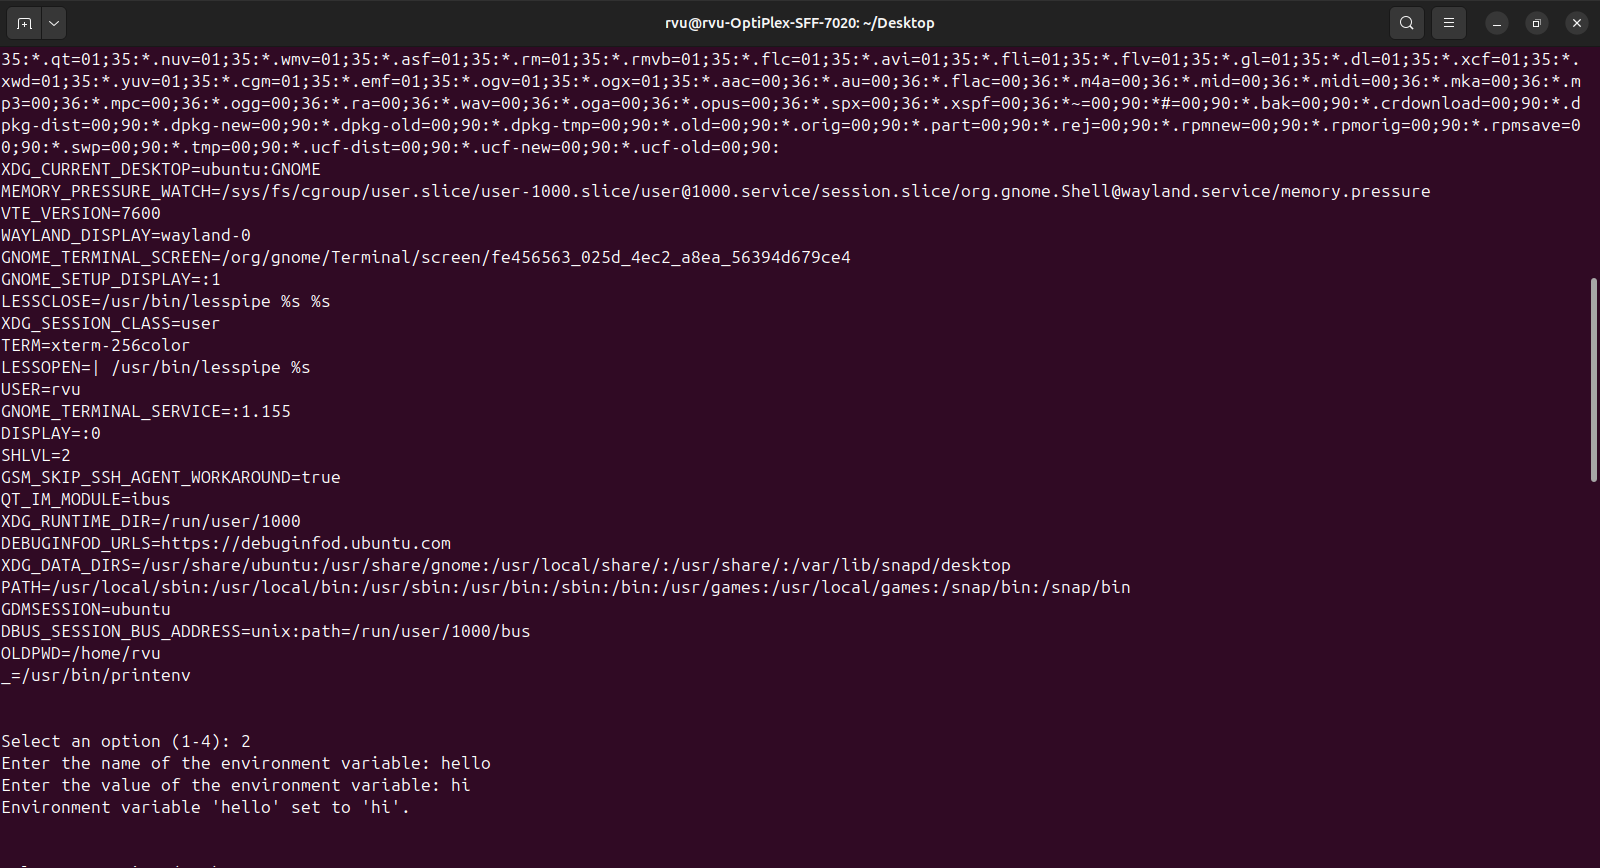 rvu@rvu-OptiPlex-SFF-7020: ~/Desktop
35:*.qt=01;35:*.nuv=01;35:*.wmv=01;35:*.asf=01;35:*.rm=01;35:*.rmvb=01;35:*.flc=01;35:*.avi=01;35:*.fli=01;35:*.flv=01;35:*.gl=01;35:*.dl=01;35:*.xcf=01;35:*.
xwd=01;35:*.yuv=01;35:*.cgm=01;35:*.emf=01;35:*.ogv=01;35:*.ogx=01;35:*.aac=00;36:*.au=00;36:*.flac=00;36:*.m4a=00;36:*.mid=00;36:*.midi=00;36:*.mka=00;36:*.m
p3=00;36:*.mpc=00;36:*.ogg=00;36:*.ra=00;36:*.wav=00;36:*.oga=00;36:*.opus=00;36:*.spx=00;36:*.xspf=00;36:*~=00;90:*#=00;90:*.bak=00;90:*.crdownload=00;90:*.d
pkg-dist=00;90:*.dpkg-new=00;90:*.dpkg-old=00;90:*.dpkg-tmp=00;90:*.old=00;90:*.orig=00;90:*.part=00;90:*.rej=00;90:*.rpmnew=00;90:*.rpmorig=00;90:*.rpmsave=0
0;90:*.swp=00;90:*.tmp=00;90:*.ucf-dist=00;90:*.ucf-new=00;90:*.ucf-old=00;90:
XDG_CURRENT_DESKTOP=ubuntu:GNOME
MEMORY_PRESSURE_WATCH=/sys/fs/cgroup/user.slice/user-1000.slice/user@1000.service/session.slice/org.gnome.Shell@wayland.service/memory.pressure
VTE_VERSION=7600
WAYLAND_DISPLAY=wayland-0
GNOME_TERMINAL_SCREEN=/org/gnome/Terminal/screen/fe456563_025d_4ec2_a8ea_56394d679ce4
GNOME_SETUP_DISPLAY=:1
LESSCLOSE=/usr/bin/lesspipe %s %s
XDG_SESSION_CLASS=user
TERM=xterm-256color
LESSOPEN=| /usr/bin/lesspipe %s
USER=rvu
GNOME_TERMINAL_SERVICE=:1.155
DISPLAY=:0
SHLVL=2
GSM_SKIP_SSH_AGENT_WORKAROUND=true
QT_IM_MODULE=ibus
XDG_RUNTIME_DIR=/run/user/1000
DEBUGINFOD_URLS=https://debuginfod.ubuntu.com
XDG_DATA_DIRS=/usr/share/ubuntu:/usr/share/gnome:/usr/local/share/:/usr/share/:/var/lib/snapd/desktop
PATH=/usr/local/sbin:/usr/local/bin:/usr/sbin:/usr/bin:/sbin:/bin:/usr/games:/usr/local/games:/snap/bin:/snap/bin
GDMSESSION=ubuntu
DBUS_SESSION_BUS_ADDRESS=unix:path=/run/user/1000/bus
OLDPWD=/home/rvu
_=/usr/bin/printenv
Select an option (1-4): 2
Enter the name of the environment variable: hello
Enter the value of the environment variable: hi
Environment variable 'hello' set to 'hi'.